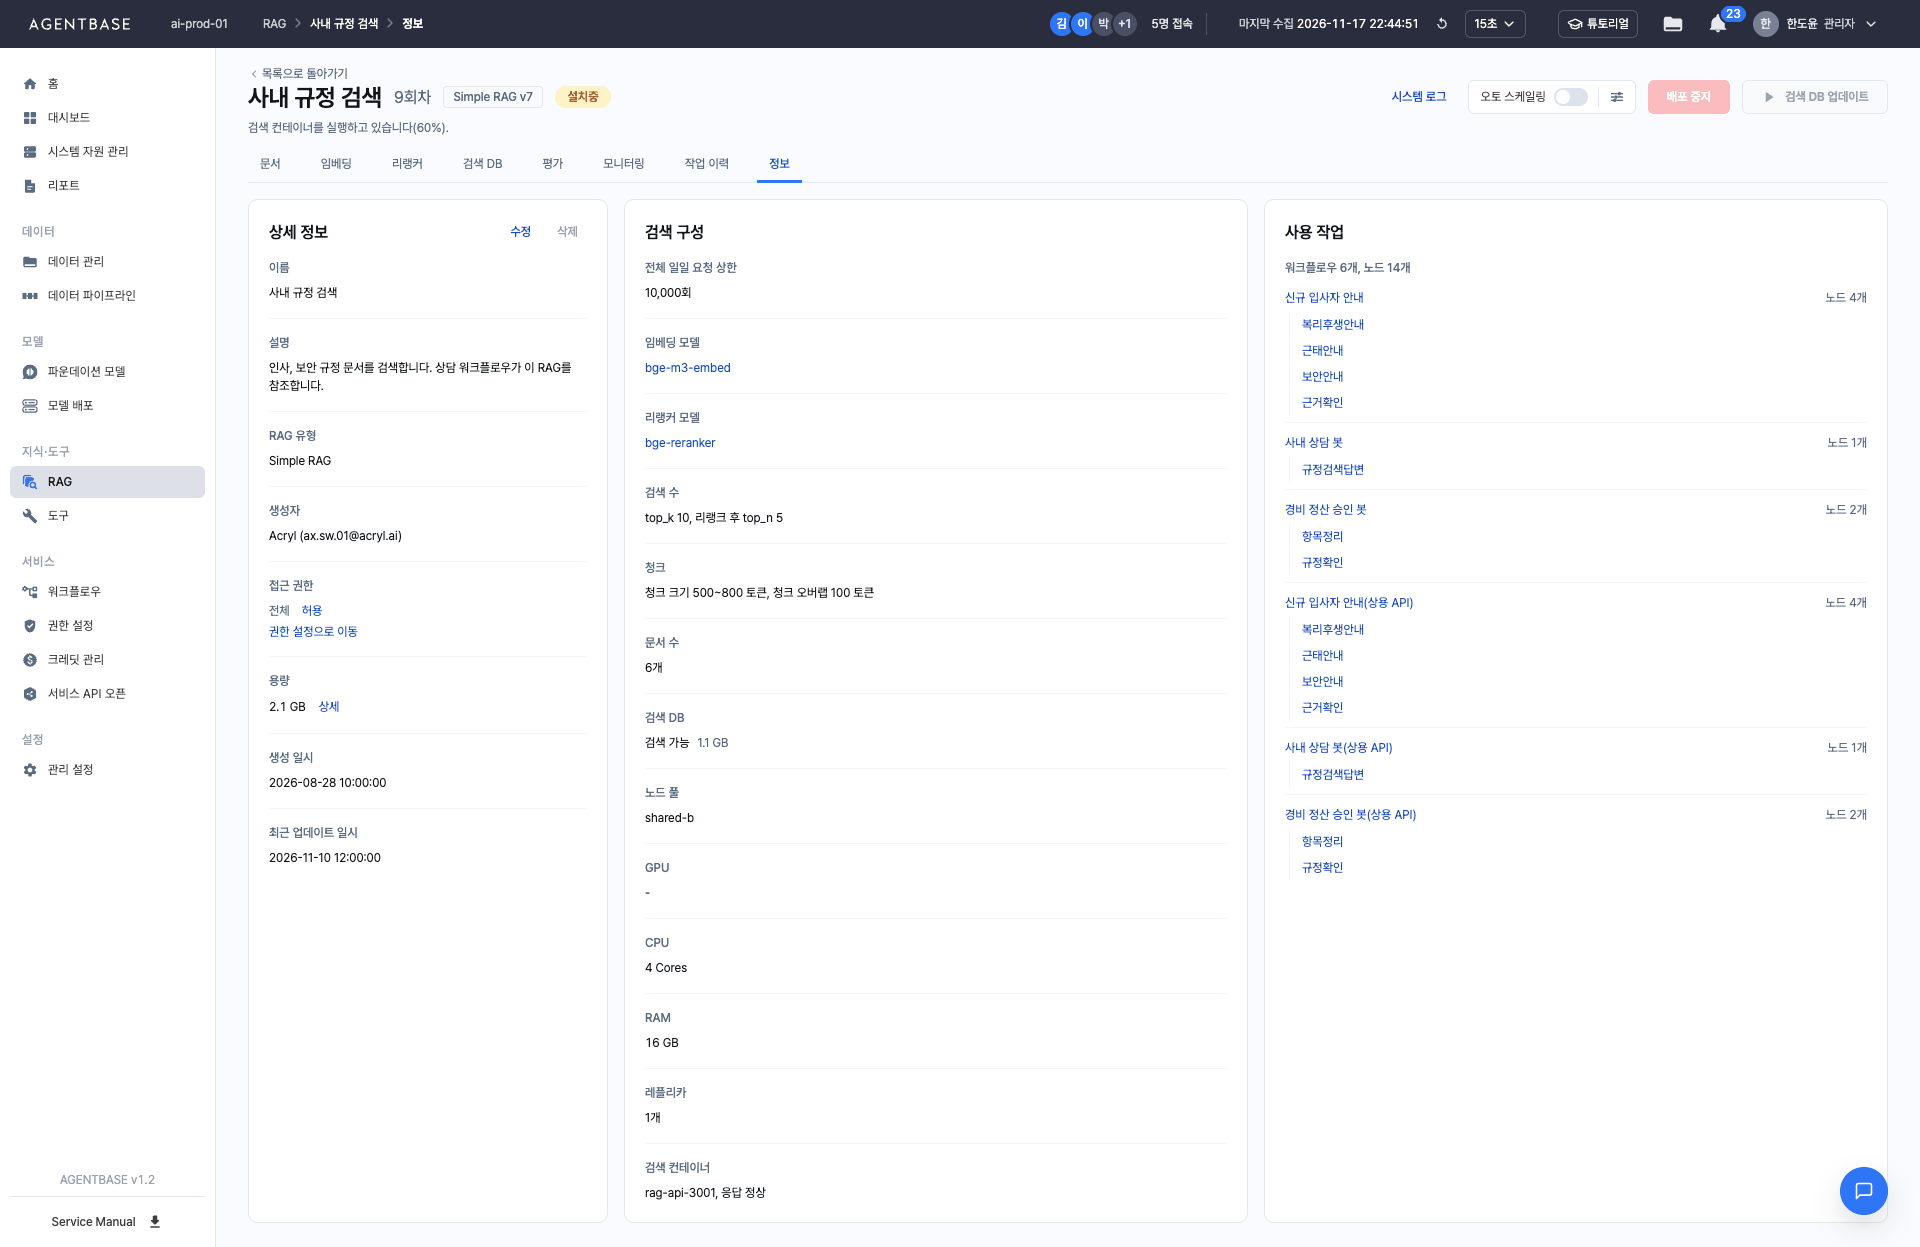 AGENTBASE
ai-prod-01
RAG > 사내 규정 검색 > 정보
김 이 박 +1 5명 접속
마지막 수집 2026-11-17 22:44:51
15초
튜토리얼
23
한 한도윤 관리자
홈
대시보드
시스템 자원 관리
리포트
데이터
데이터 관리
데이터 파이프라인
모델
파운데이션 모델
모델 배포
지식·도구
RAG
도구
서비스
워크플로우
권한 설정
크레딧 관리
서비스 API 오픈
설정
관리 설정
AGENTBASE v1.2
Service Manual
목록으로 돌아가기
사내 규정 검색 9회차 Simple RAG v7 설치중
검색 컨테이너를 실행하고 있습니다(60%).
시스템 로그
오토 스케일링
배포 중지
검색 DB 업데이트
문서 임베딩 리랭커 검색 DB 평가 모니터링 작업 이력 정보
상세 정보 수정 삭제
이름
사내 규정 검색
설명
인사, 보안 규정 문서를 검색합니다. 상담 워크플로우가 이 RAG를
참조합니다.
RAG 유형
Simple RAG
생성자
Acryl (ax.sw.01@acryl.ai)
접근 권한
전체 허용
권한 설정으로 이동
용량
2.1 GB 상세
생성 일시
2026-08-28 10:00:00
최근 업데이트 일시
2026-11-10 12:00:00
검색 구성
전체 일일 요청 상한
10,000회
임베딩 모델
bge-m3-embed
리랭커 모델
bge-reranker
검색 수
top_k 10, 리랭크 후 top_n 5
청크
청크 크기 500~800 토큰, 청크 오버랩 100 토큰
문서 수
6개
검색 DB
검색 가능 1.1 GB
노드 풀
shared-b
GPU
-
CPU
4 Cores
RAM
16 GB
레플리카
1개
검색 컨테이너
rag-api-3001, 응답 정상
사용 작업
워크플로우 6개, 노드 14개
신규 입사자 안내 노드 4개
복리후생안내
근태안내
보안안내
근거확인
사내 상담 봇 노드 1개
규정검색답변
경비 정산 승인 봇 노드 2개
항목정리
규정확인
신규 입사자 안내(상용 API) 노드 4개
복리후생안내
근태안내
보안안내
근거확인
사내 상담 봇(상용 API) 노드 1개
규정검색답변
경비 정산 승인 봇(상용 API) 노드 2개
항목정리
규정확인